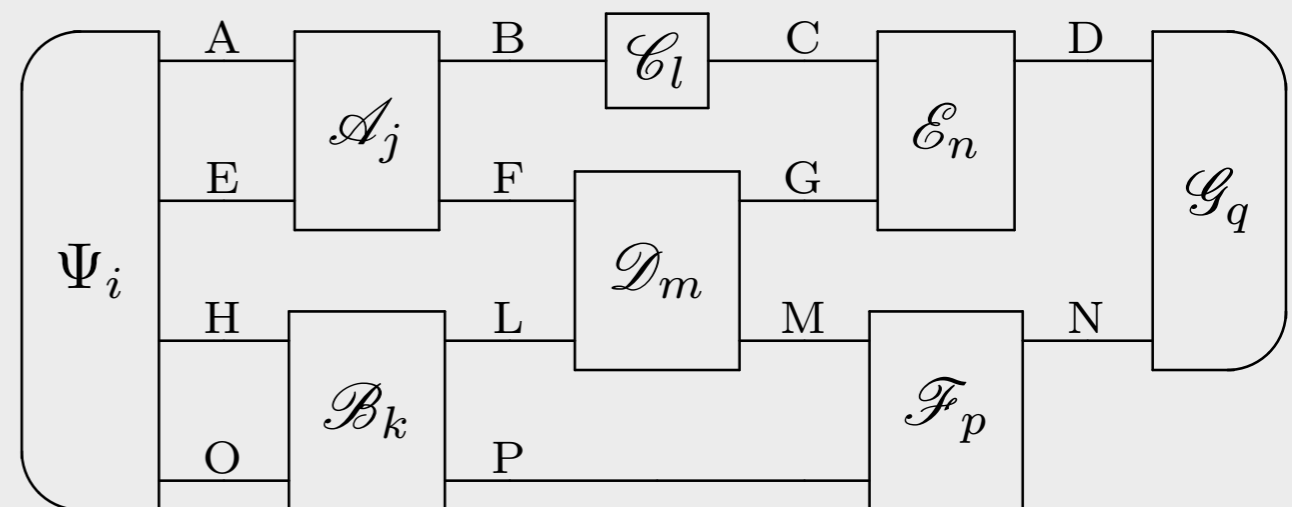 A B C D
𝒞_l
𝒜_j ℰ_n
E F G
𝒢_q
Ψ_i 𝒟_m
H L M N
ℬ_k ℱ_p
O P